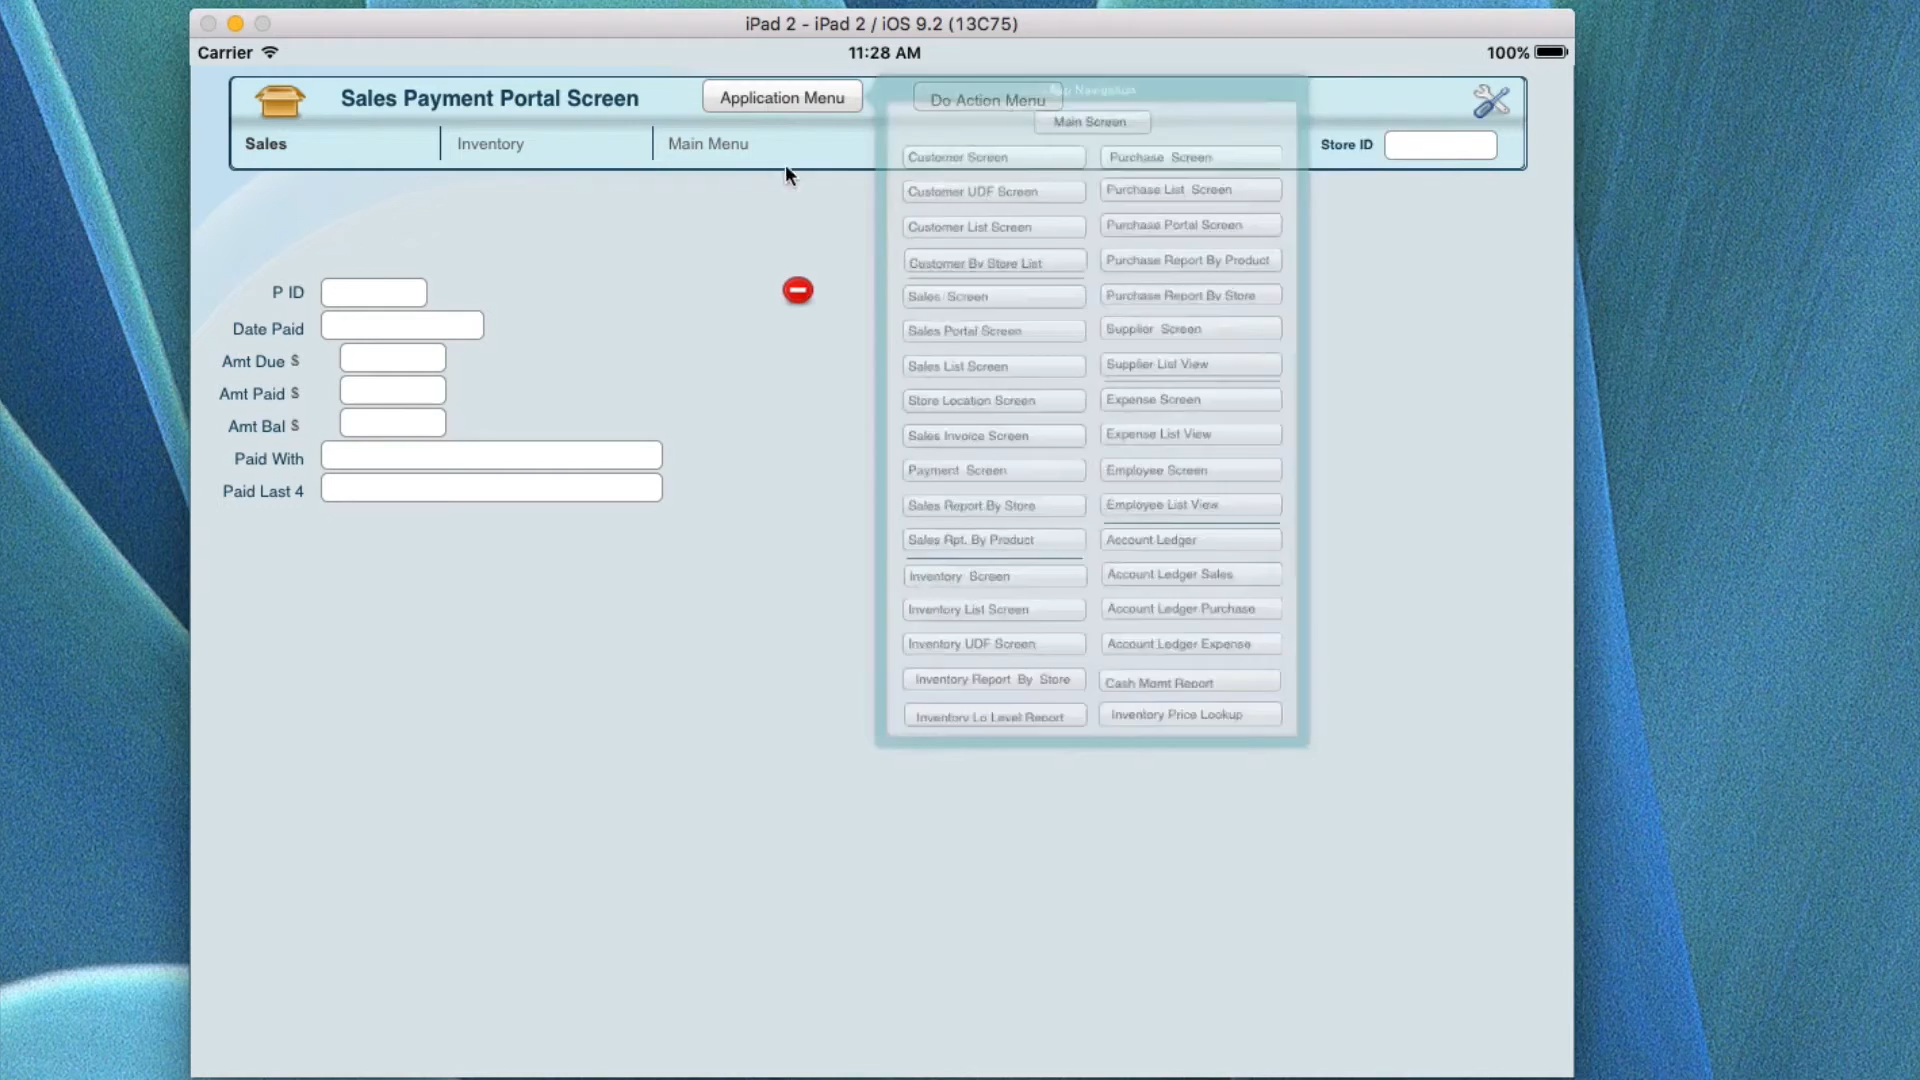 iPad 2 - iPad 2 / iOS 9.2 (13C75)
Carrier
11:28 AM
100%
Sales Payment Portal Screen
Application Menu
Do Action Menu
App Navigation
Main Screen
Sales
Inventory
Main Menu
Store ID
Customer Screen
Customer UDF Screen
Customer List Screen
Customer By Store List
Sales Screen
Sales Portal Screen
Sales List Screen
Store Location Screen
Sales Invoice Screen
Payment Screen
Sales Report By Store
Sales Rpt. By Product
Inventory Screen
Inventory List Screen
Inventory UDF Screen
Inventory Report By Store
Inventory Lo Level Report
Purchase Screen
Purchase List Screen
Purchase Portal Screen
Purchase Report By Product
Purchase Report By Store
Supplier Screen
Supplier List View
Expense Screen
Expense List View
Employee Screen
Employee List View
Account Ledger
Account Ledger Sales
Account Ledger Purchase
Account Ledger Expense
Cash Mgmt Report
Inventory Price Lookup
P ID
Date Paid
Amt Due $
Amt Paid $
Amt Bal $
Paid With
Paid Last 4